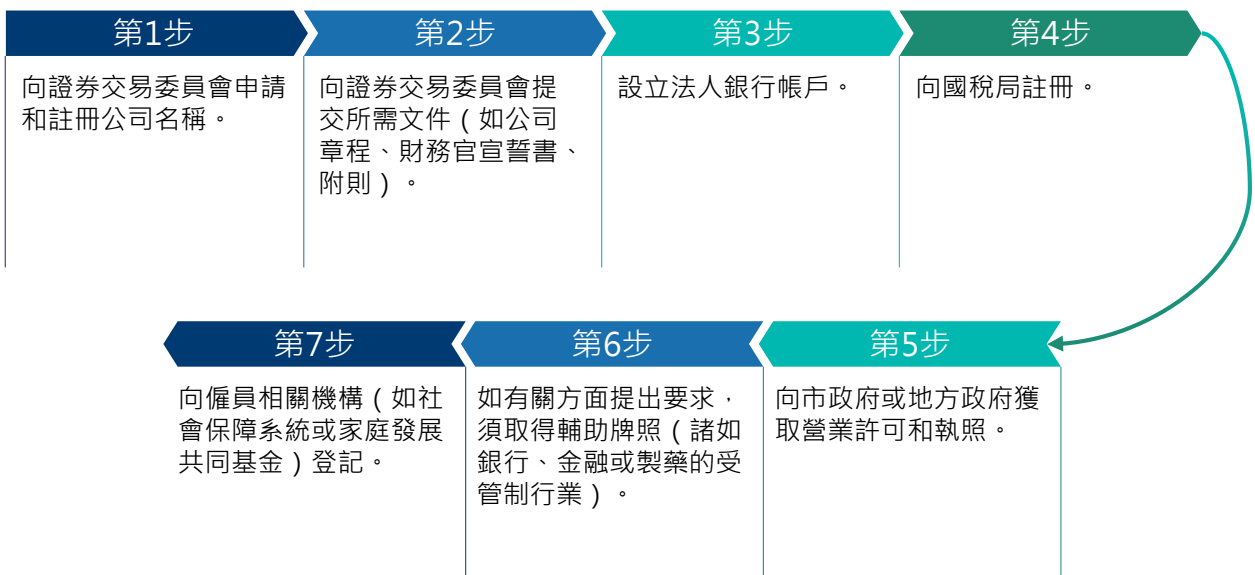 第1步
向證券交易委員會申請
和註冊公司名稱。
第2步
向證券交易委員會提
交所需文件（如公司
章程、財務官宣誓書、
附則）。
第3步
設立法人銀行帳戶。
第4步
向國稅局註冊。
第5步
向市政府或地方政府獲
取營業許可和執照。
第6步
如有關方面提出要求，
須取得輔助牌照（諸如
銀行、金融或製藥的受
管制行業）。
第7步
向僱員相關機構（如社
會保障系統或家庭發展
共同基金）登記。